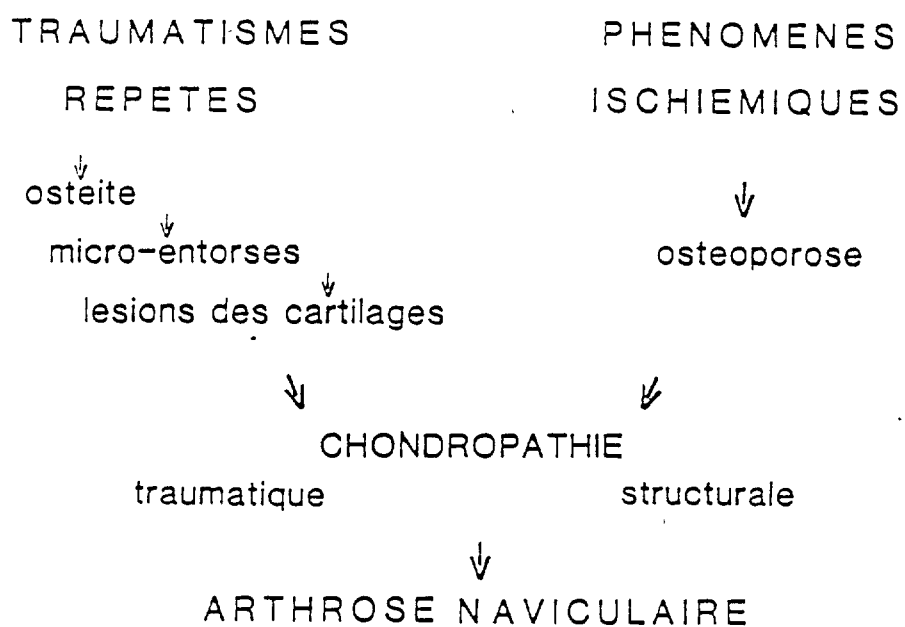 TRAUMATISMES
REPETES
PHENOMENES
ISCHIEMIQUES
osteite
micro-entorses
lesions des cartilages
osteoporose
CHONDROPATHIE
traumatique
structurale
ARTHROSE NAVICULAIRE